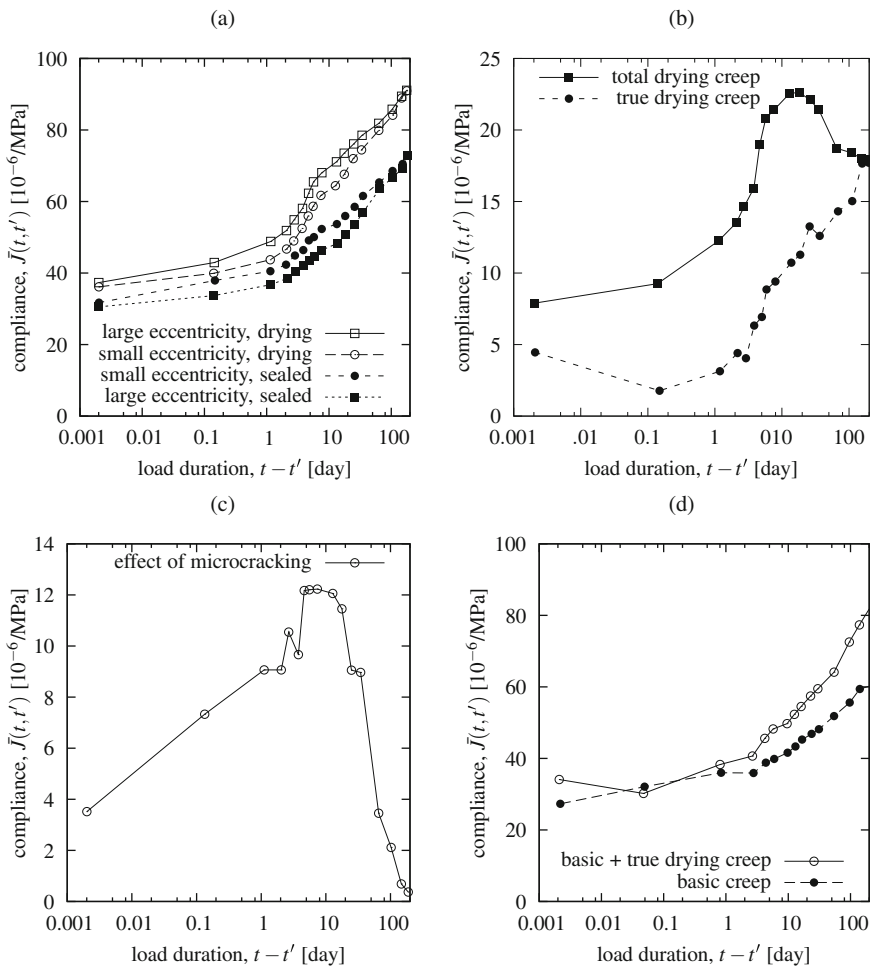 (a)
100
80
60
40
20
0
compliance, J̄(t,t′) [10⁻⁶/MPa]
large eccentricity, drying
small eccentricity, drying
small eccentricity, sealed
large eccentricity, sealed
0.001 0.01 0.1 1 10 100
load duration, t − t′ [day]
(b)
25
20
15
10
5
0
compliance, J̄(t,t′) [10⁻⁶/MPa]
total drying creep
true drying creep
0.001 .01 0.1 1 010 100
load duration, t − t′ [day]
(c)
14
12
10
8
6
4
2
0
compliance, J̄(t,t′) [10⁻⁶/MPa]
effect of microcracking
0.001 0.01 0.1 1 10 100
load duration, t − t′ [day]
(d)
100
80
60
40
20
0
compliance, J̄(t,t′) [10⁻⁶/MPa]
basic + true drying creep
basic creep
0.001 0.01 0.1 1 10 100
load duration, t − t′ [day]